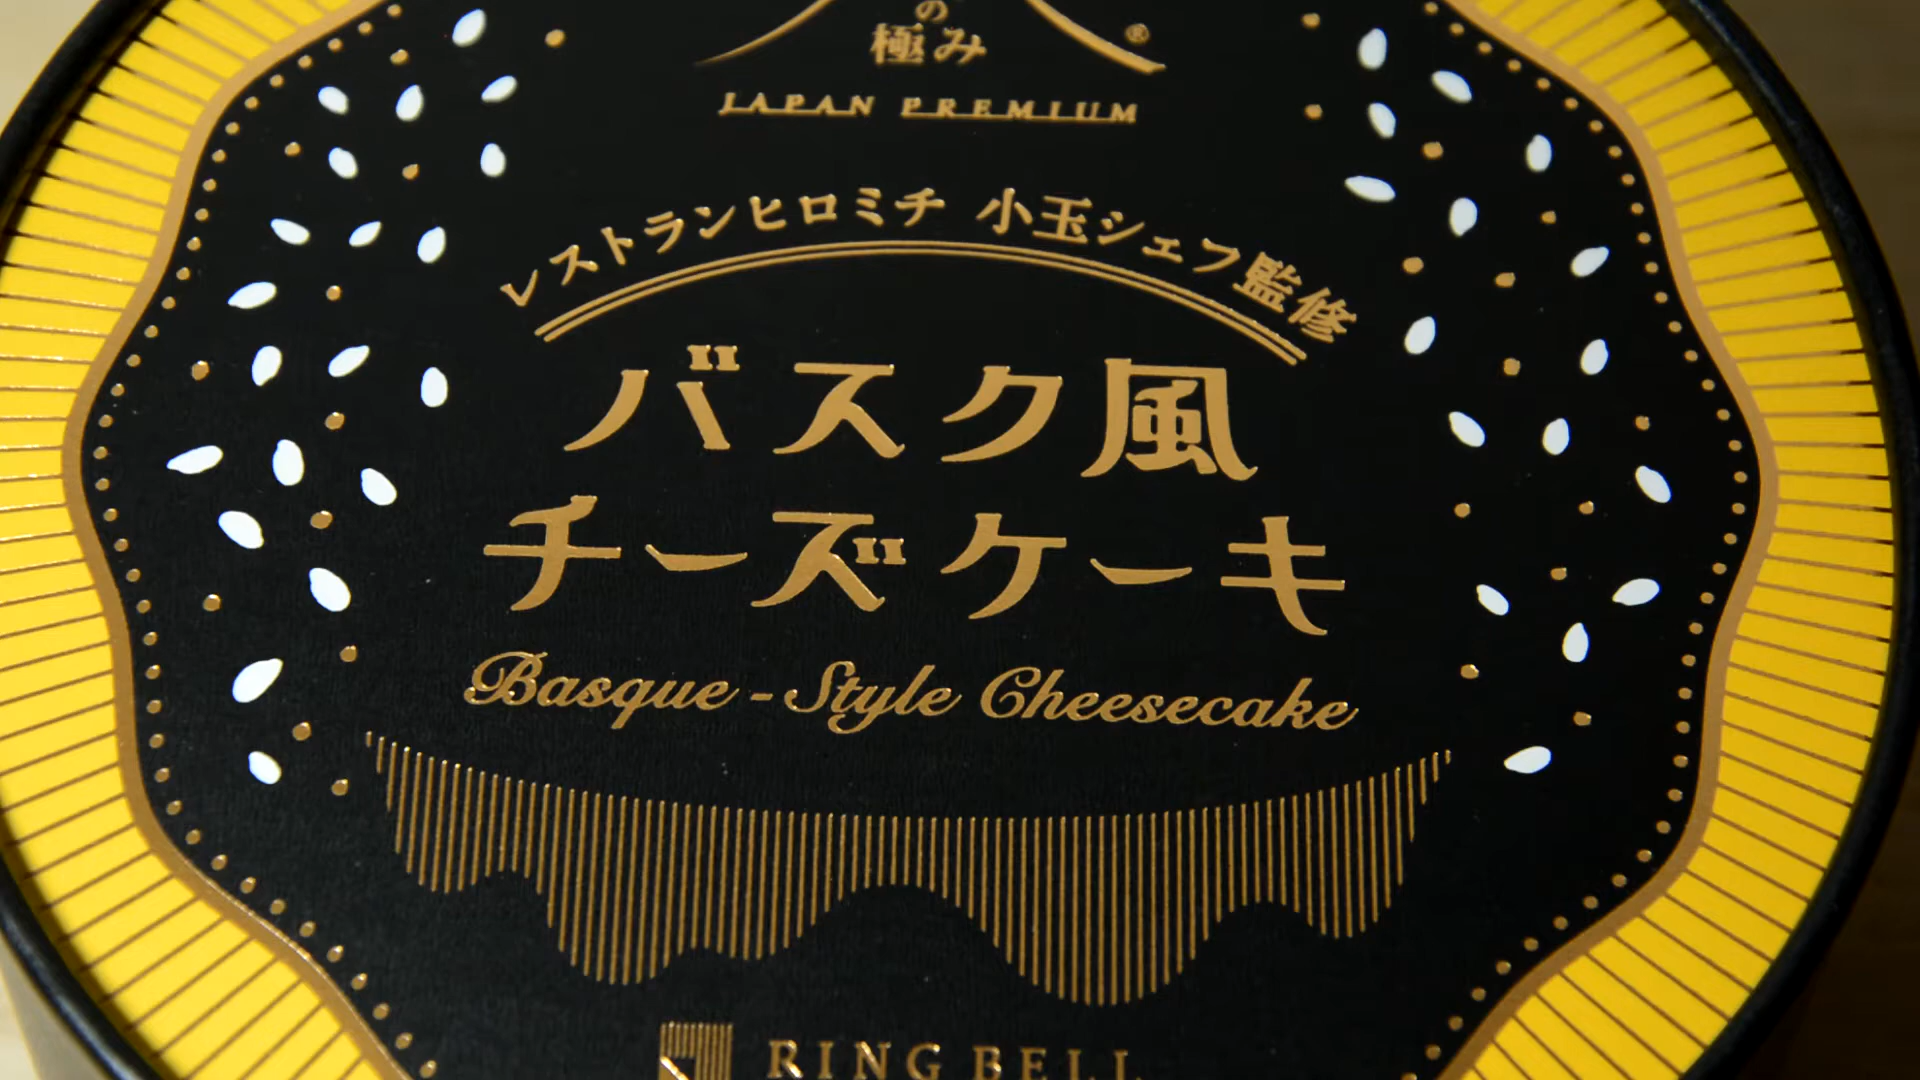 の
極み®
JAPAN PREMIUM
レストランヒロミチ 小玉シェフ監修
バスク風
チーズケーキ
Basque-Style Cheesecake
RING BELL